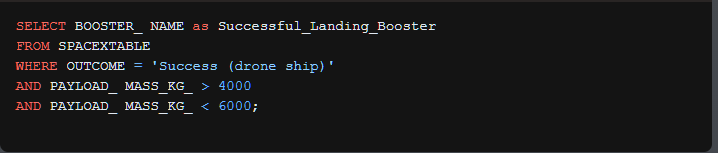 SELECT BOOSTER_ NAME as Successful_Landing_Booster
FROM SPACEXTABLE
WHERE OUTCOME = 'Success (drone ship)'
AND PAYLOAD_ MASS_KG_ > 4000
AND PAYLOAD_ MASS_KG_ < 6000;